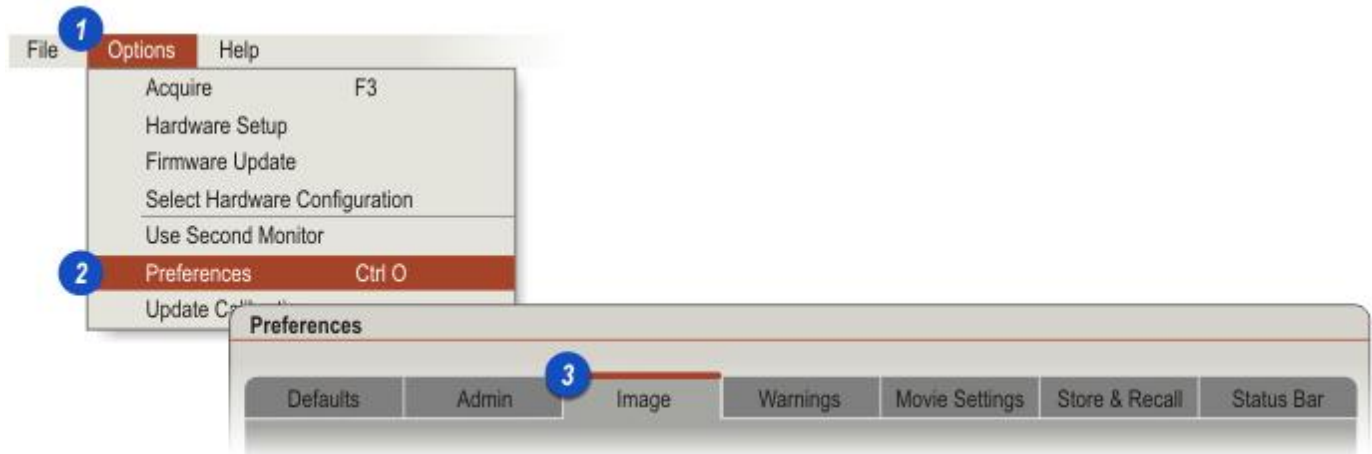 1
File Options Help
Acquire F3
Hardware Setup
Firmware Update
Select Hardware Configuration
Use Second Monitor
2 Preferences Ctrl O
Update
Preferences
3
Defaults Admin Image Warnings Movie Settings Store & Recall Status Bar